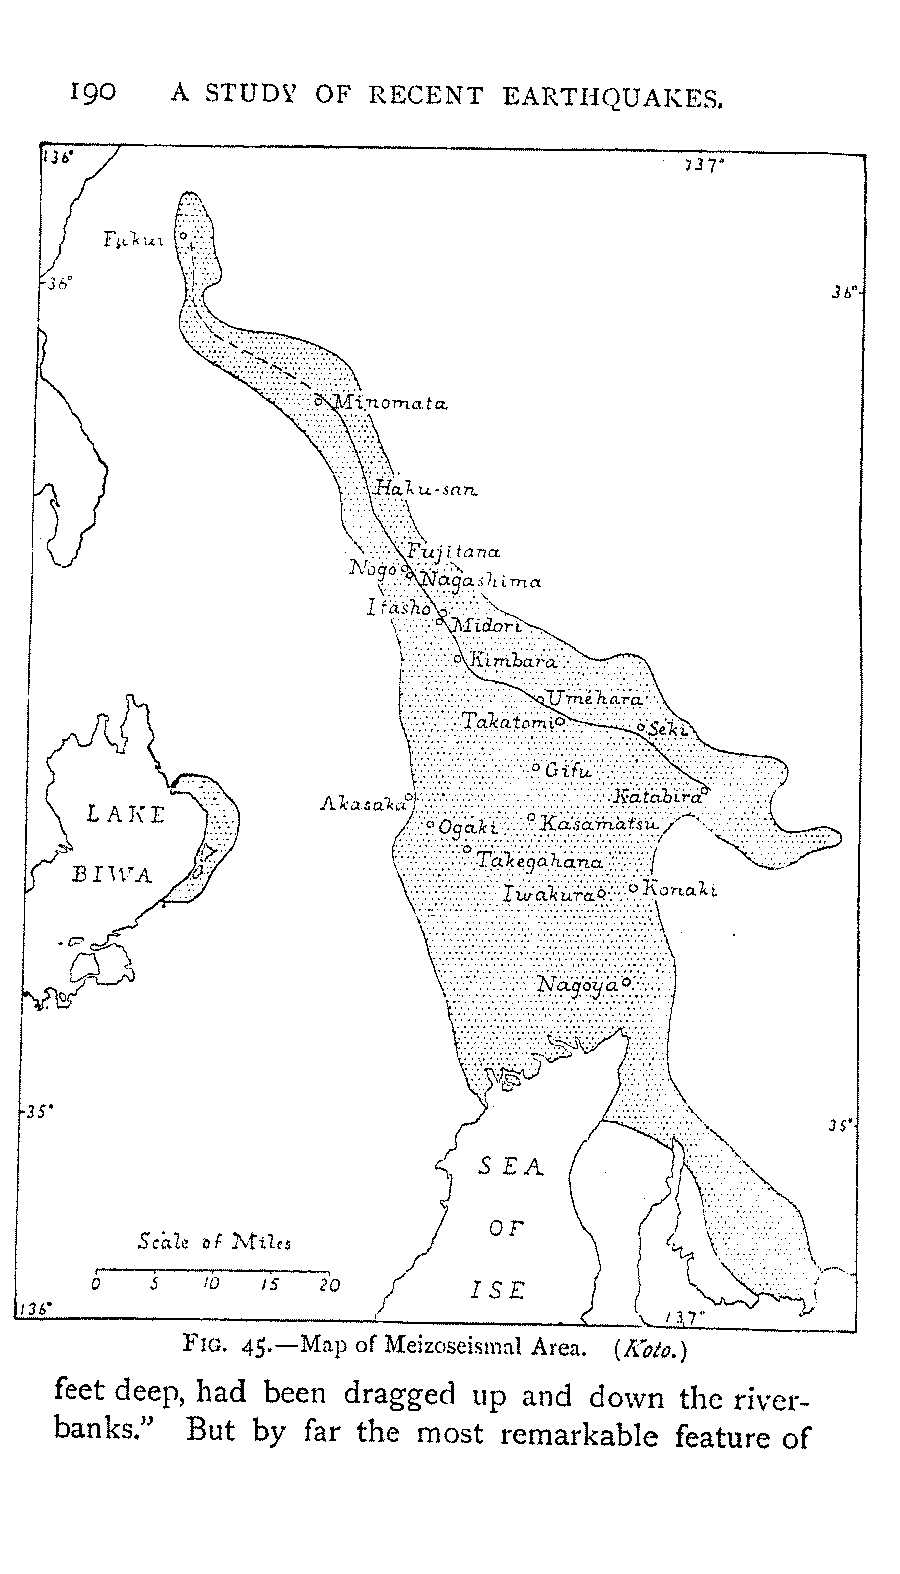 190 A STUDY OF RECENT EARTHQUAKES.
136°
137°
Fukui
36°
36°
Minomata
Haku-san
Fujitana
Nogo
Nagashima
Itasho
Midori
Kimbara
Umehara
Takatomi
Seki
Gifu
Katabira
Akasaka
Ogaki
Kasamatsu
LAKE
BIWA
Takegahana
Iwakura
Konaki
Nagoya
35°
35°
SEA
OF
ISE
Scale of Miles
0 5 10 15 20
136°
137°
FIG. 45.—Map of Meizoseismal Area. (Koto.)
feet deep, had been dragged up and down the river-
banks.” But by far the most remarkable feature of